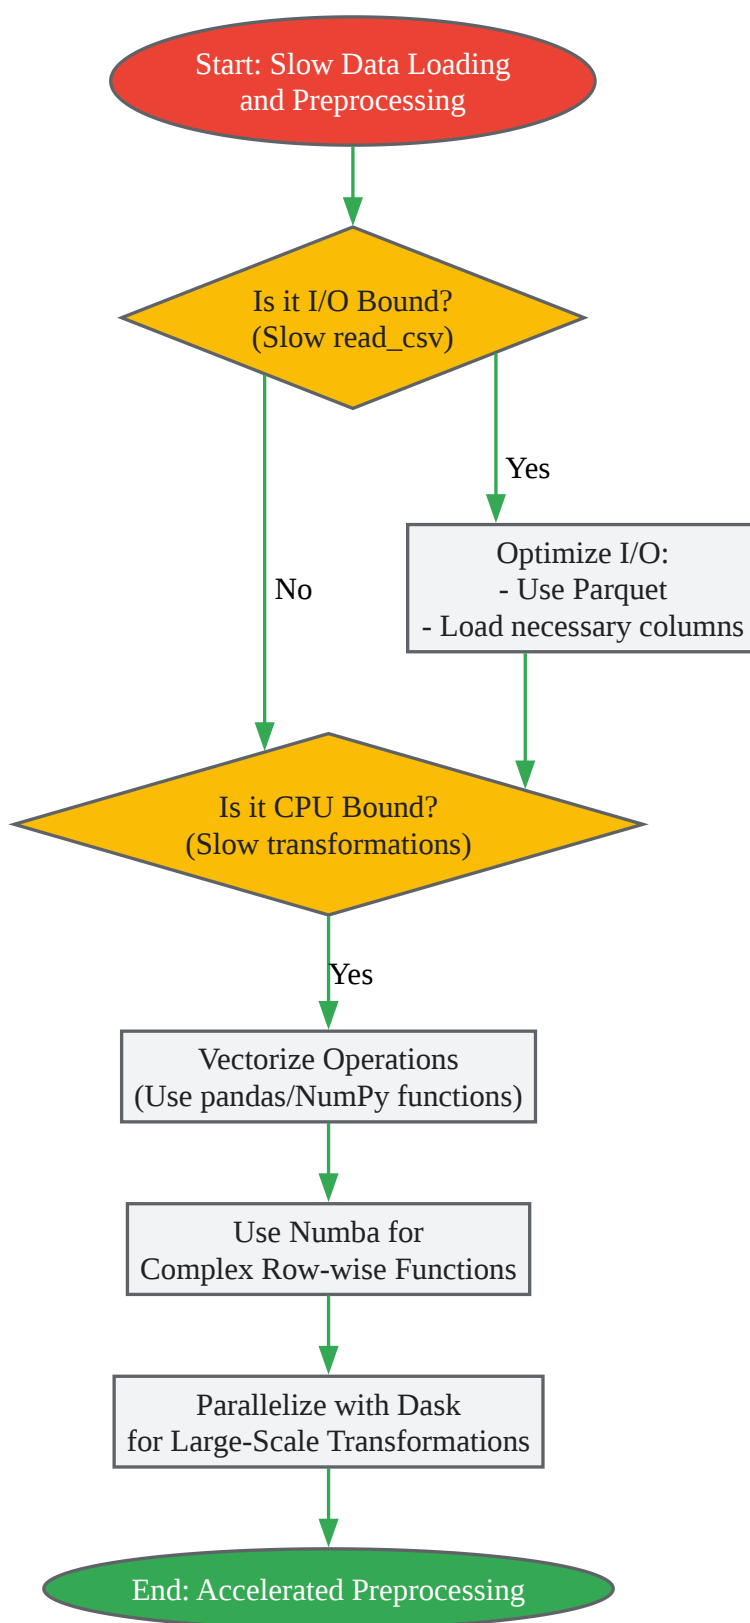 Start: Slow Data Loading
and Preprocessing
Is it I/O Bound?
(Slow read_csv)
Yes
Optimize I/O:
- Use Parquet
- Load necessary columns
No
Is it CPU Bound?
(Slow transformations)
Yes
Vectorize Operations
(Use pandas/NumPy functions)
Use Numba for
Complex Row-wise Functions
Parallelize with Dask
for Large-Scale Transformations
End: Accelerated Preprocessing